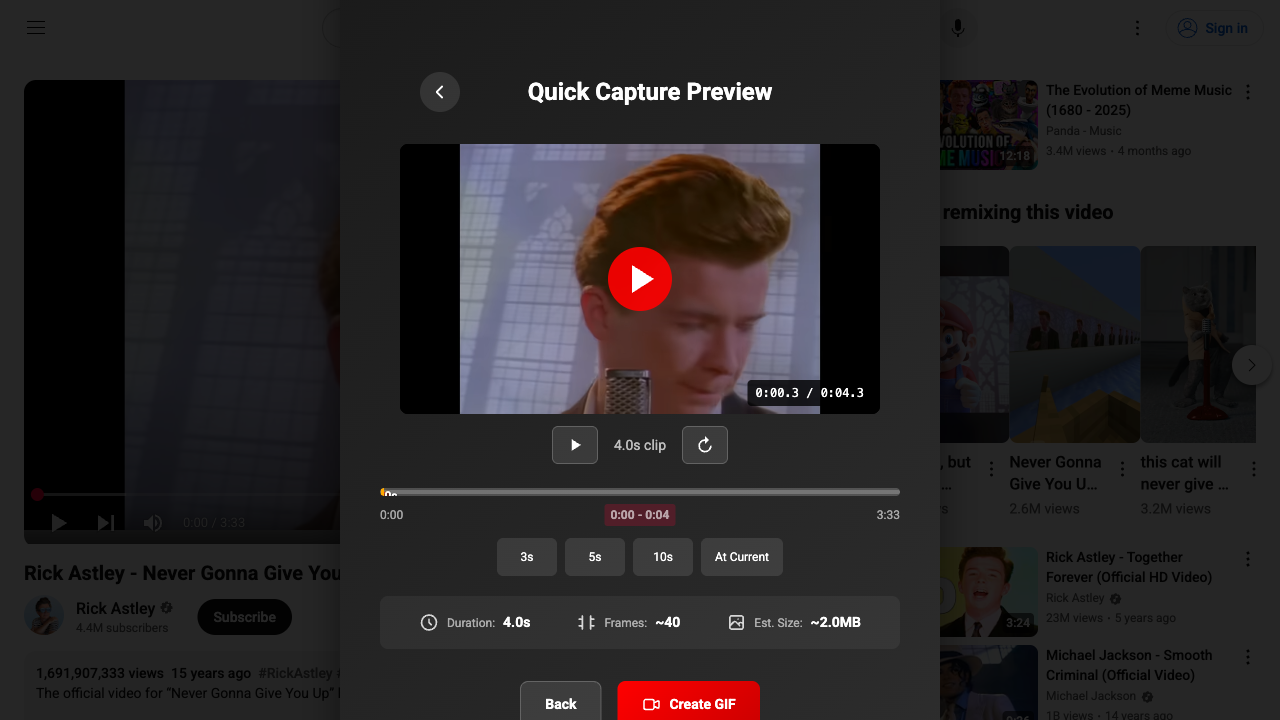 Sign in
Quick Capture Preview
0:00.3 / 0:04.3
4.0s clip
0:00
0:00 - 0:04
3:33
3s
5s
10s
At Current
Duration: 4.0s
Frames: ~40
Est. Size: ~2.0MB
Back
Create GIF
0:00 / 3:33
Rick Astley - Never Gonna Give You
Rick Astley
4.4M subscribers
Subscribe
1,691,907,333 views 15 years ago #RickAstley
The official video for “Never Gonna Give You Up”
The Evolution of Meme Music
(1680 - 2025)
Panda - Music
3.4M views • 4 months ago
12:18
remixing this video
, but
Never Gonna
Give You U...
2.6M views
this cat will
never give ...
3.2M views
Rick Astley - Together
Forever (Official HD Video)
Rick Astley
23M views • 5 years ago
3:24
Michael Jackson - Smooth
Criminal (Official Video)
Michael Jackson
1B views • 14 years ago